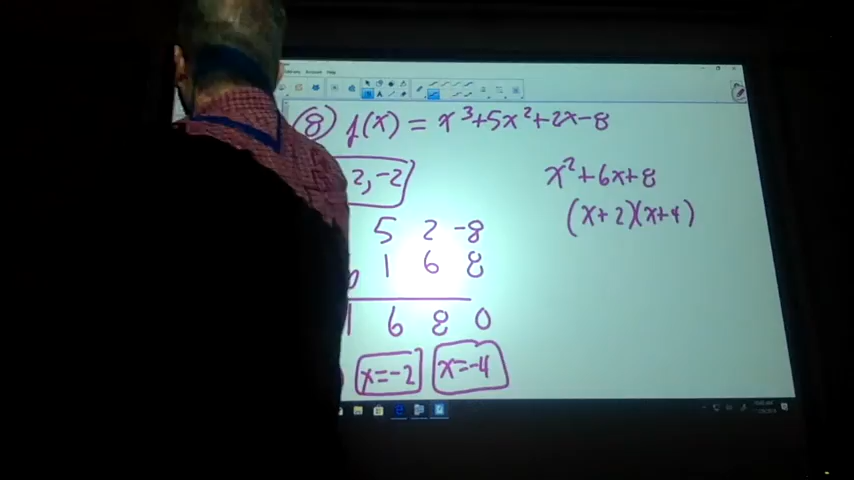 ⑧ f(x) = x³+5x²+2x-8
2,-2
x²+6x+8
(x+2)(x+4)
5 2 -8
1 6 8
1 6 8 0
x=-2 x=-4